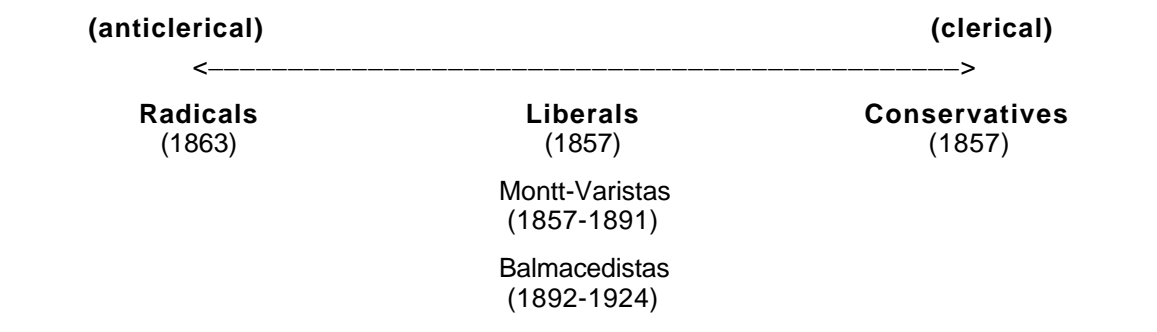 (anticlerical) (clerical)
<––––––––––––––––––––––––––––––––––––––––––––––>
Radicals Liberals Conservatives
(1863) (1857) (1857)
Montt-Varistas
(1857-1891)
Balmacedistas
(1892-1924)